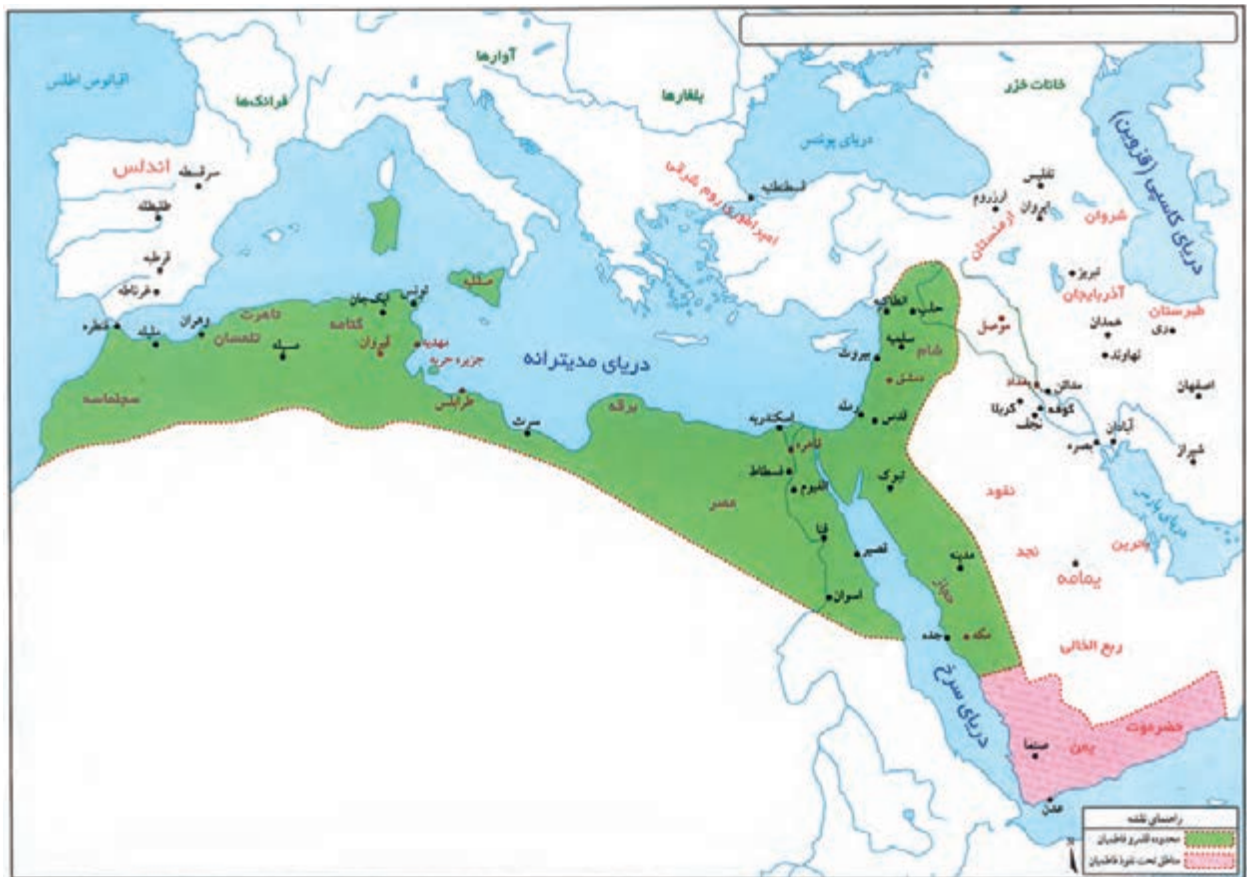 اقیانوس اطلس
فرانک‌ها
آوارها
بلغارها
خانات خزر
دریای کاسپی (قزوین)
دریای پونتس
اندلس
سرقسطه
طلیطله
قرطبه
غرناطه
قسطنطنیه
امپراطوری روم شرقی
ارزروم
ارمنستان
تفلیس
ایروان
شروان
تبریز
آذربایجان
طبرستان
همدان
ری
نهاوند
اصفهان
شیراز
موصل
بغداد
مدائن
کوفه
کربلا
نجف
بصره
آبادان
دریای پارس
بحرین
نفود
نجد
یمامه
ربع الخالی
صقلیه
تونس
ایکجان
کتامه
قیروان
مهدیه
جزیره جربه
تاهرت
تلمسان
وهران
ملیله
مسیله
سجلماسه
طرابلس
سرت
برقه
دریای مدیترانه
انطاکیه
حلب
سلمیه
شام
بیروت
دمشق
رمله
قدس
اسکندریه
قاهره
فسطاط
الفیوم
مصر
قنا
قصیر
اسوان
تبوک
مدینه
حجاز
مکه
جده
دریای سرخ
حضرموت
یمن
صنعا
عدن
راهنمای نقشه
محدوده قلمرو فاطمیان
مناطق تحت نفوذ فاطمیان
N